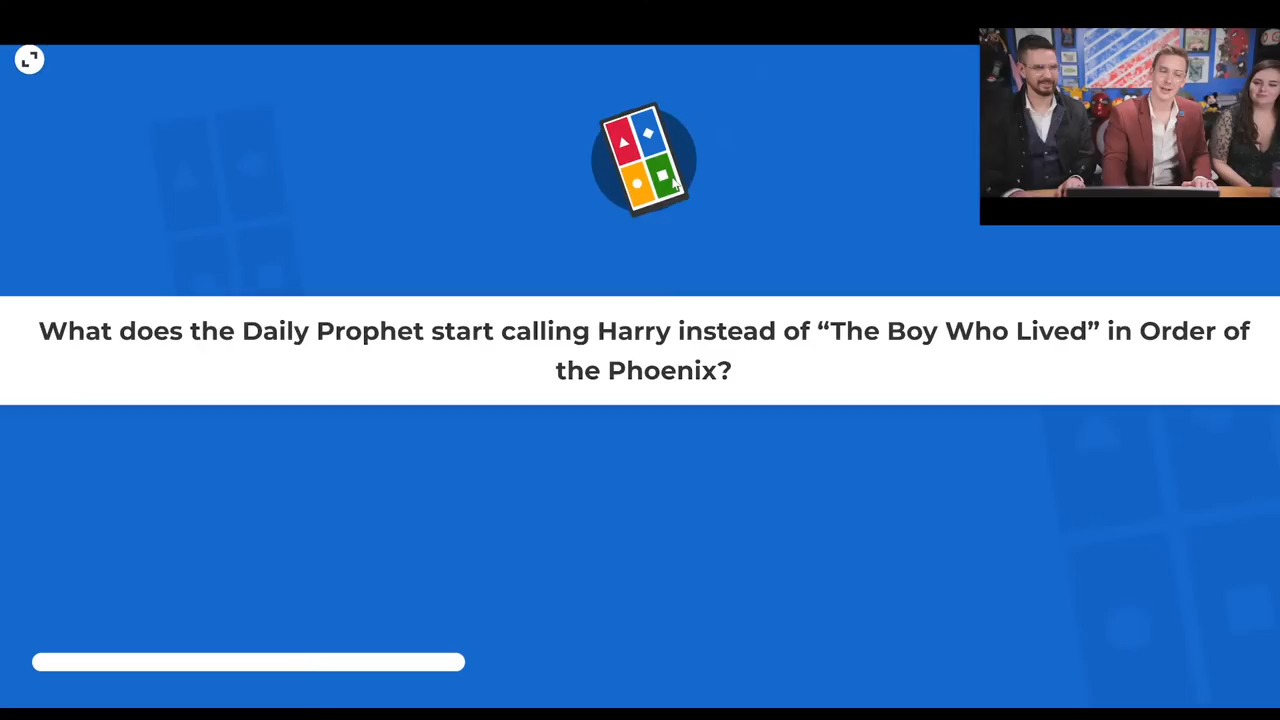 What does the Daily Prophet start calling Harry instead of “The Boy Who Lived” in Order of
the Phoenix?